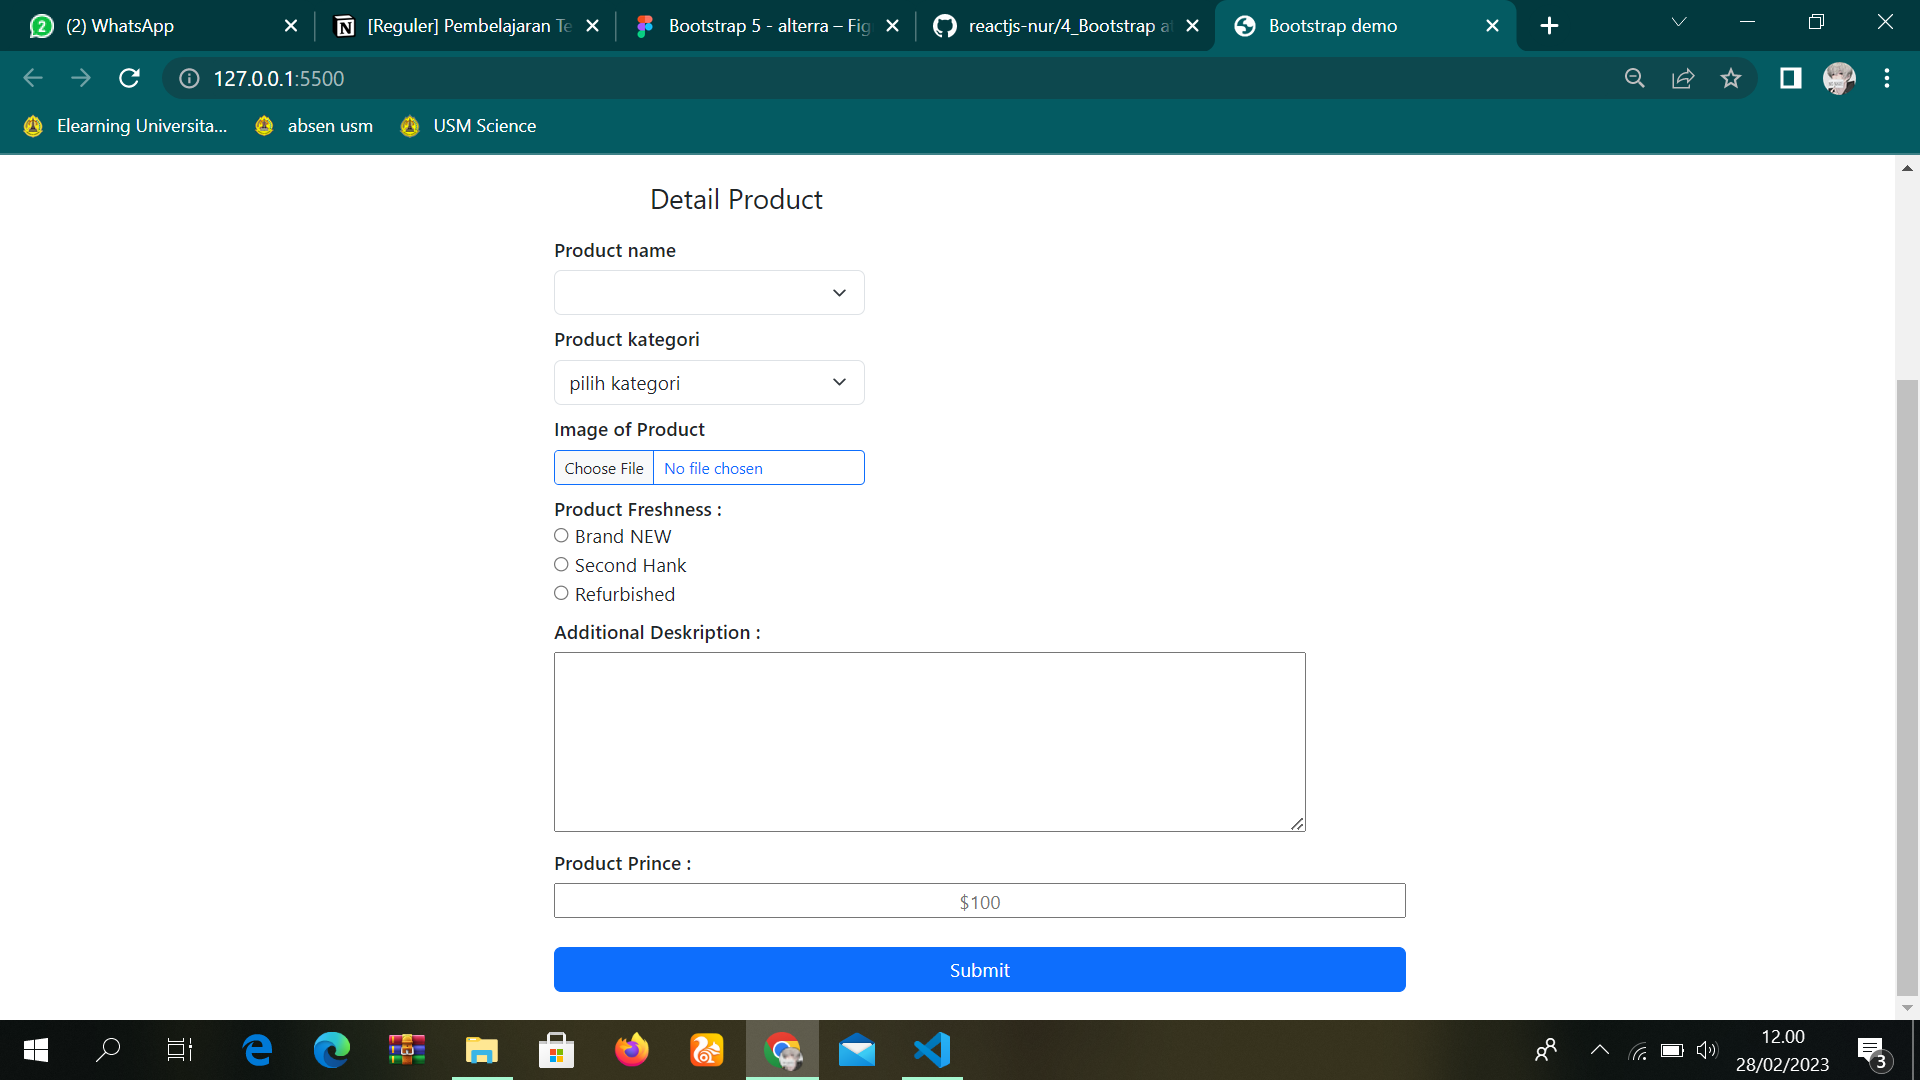 (2) WhatsApp
[Reguler] Pembelajaran Te
Bootstrap 5 - alterra – Fig
reactjs-nur/4_Bootstrap a
Bootstrap demo
127.0.0.1:5500
Elearning Universita...
absen usm
USM Science
Detail Product
Product name
Product kategori
pilih kategori
Image of Product
Choose File
No file chosen
Product Freshness :
Brand NEW
Second Hank
Refurbished
Additional Deskription :
Product Prince :
$100
Submit
12.00
28/02/2023
3